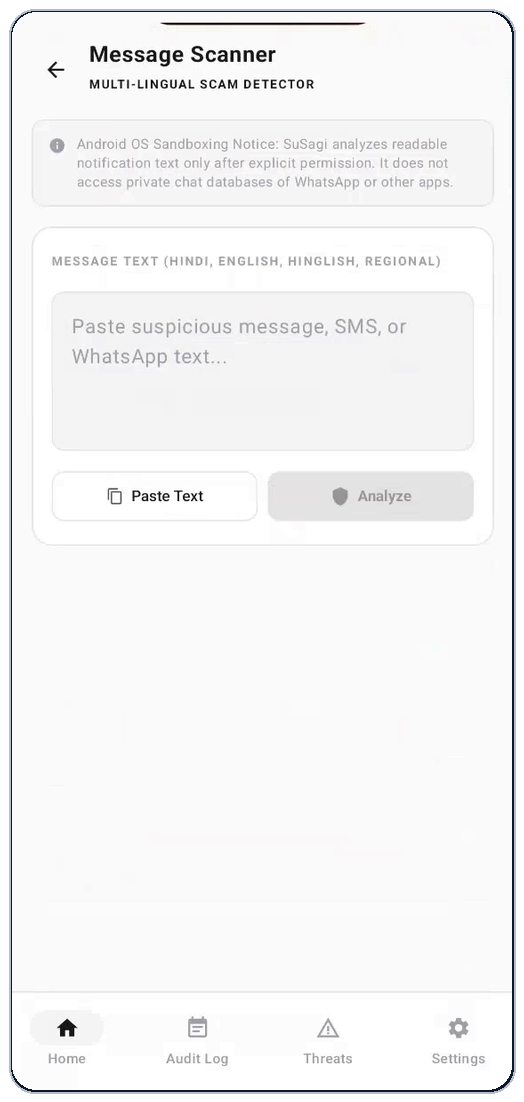 Message Scanner
MULTI-LINGUAL SCAM DETECTOR
Android OS Sandboxing Notice: SuSagi analyzes readable
notification text only after explicit permission. It does not
access private chat databases of WhatsApp or other apps.
MESSAGE TEXT (HINDI, ENGLISH, HINGLISH, REGIONAL)
Paste suspicious message, SMS, or
WhatsApp text...
Paste Text
Analyze
Home
Audit Log
Threats
Settings